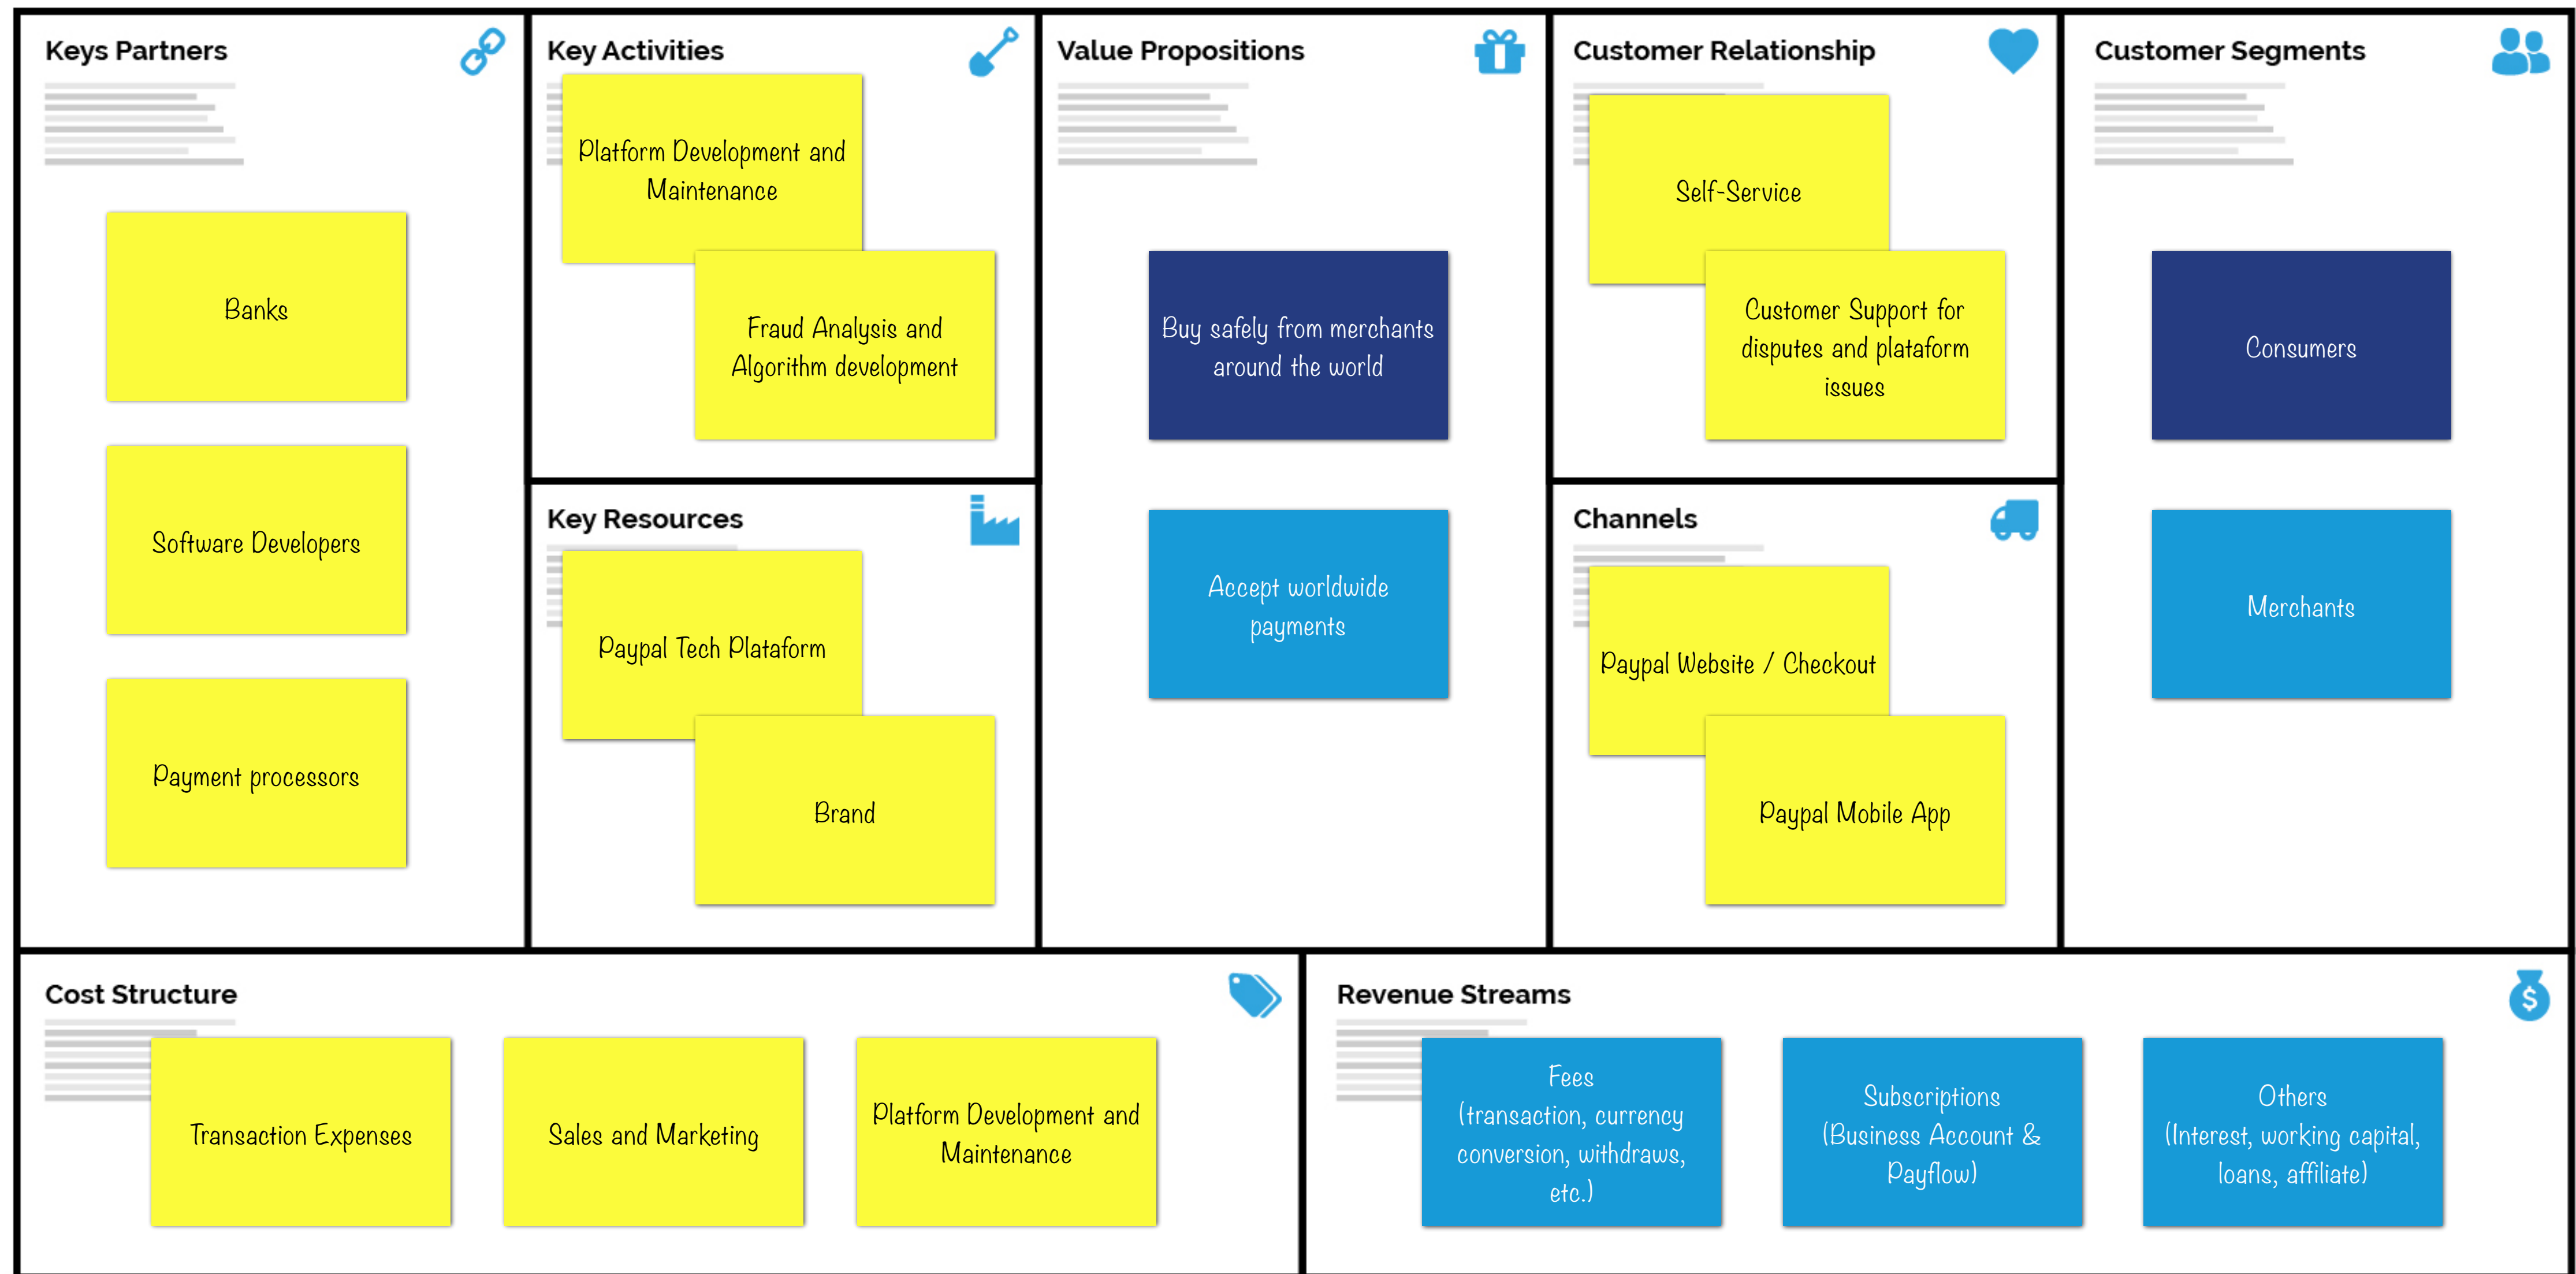 Keys Partners
Banks
Software Developers
Payment processors
Key Activities
Platform Development and
Maintenance
Fraud Analysis and
Algorithm development
Key Resources
Paypal Tech Plataform
Brand
Value Propositions
Buy safely from merchants
around the world
Accept worldwide
payments
Customer Relationship
Self-Service
Customer Support for
disputes and plataform
issues
Channels
Paypal Website / Checkout
Paypal Mobile App
Customer Segments
Consumers
Merchants
Cost Structure
Transaction Expenses
Sales and Marketing
Platform Development and
Maintenance
Revenue Streams
Fees
(transaction, currency
conversion, withdraws,
etc.)
Subscriptions
(Business Account &
Payflow)
Others
(Interest, working capital,
loans, affiliate)
$